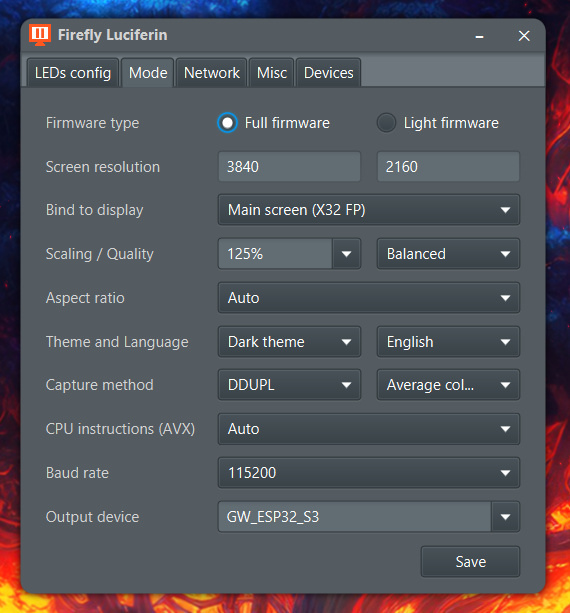 Firefly Luciferin
LEDs config Mode Network Misc Devices
Firmware type Full firmware Light firmware
Screen resolution 3840 2160
Bind to display Main screen (X32 FP)
Scaling / Quality 125% Balanced
Aspect ratio Auto
Theme and Language Dark theme English
Capture method DDUPL Average col...
CPU instructions (AVX) Auto
Baud rate 115200
Output device GW_ESP32_S3
Save